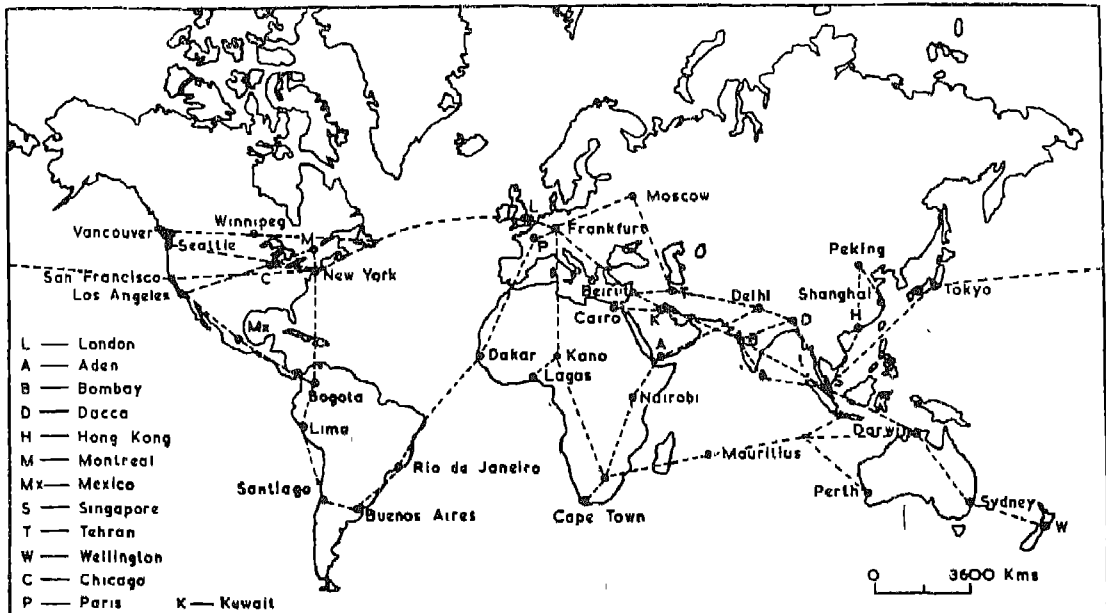 Moscow
Winnipeg
L
Vancouver
Frankfurt
Seattle
M
P
Peking
San Francisco
C
New York
Shanghai
Tokyo
Los Angeles
Beirut
T
Delhi
Cairo
K
D
H
Mx
B
Dakar
Kano
A
S
Lagas
Bogota
Nairobi
Lima
Darwin
Rio de Janeiro
Mauritius
Santiago
Perth
Sydney
Buenos Aires
Cape Town
W
L — London
A — Aden
B — Bombay
D — Dacca
H — Hong Kong
M — Montreal
Mx — Mexico
S — Singapore
T — Tehran
W — Wellington
C — Chicago
P — Paris K — Kuwait
0 3600 Kms